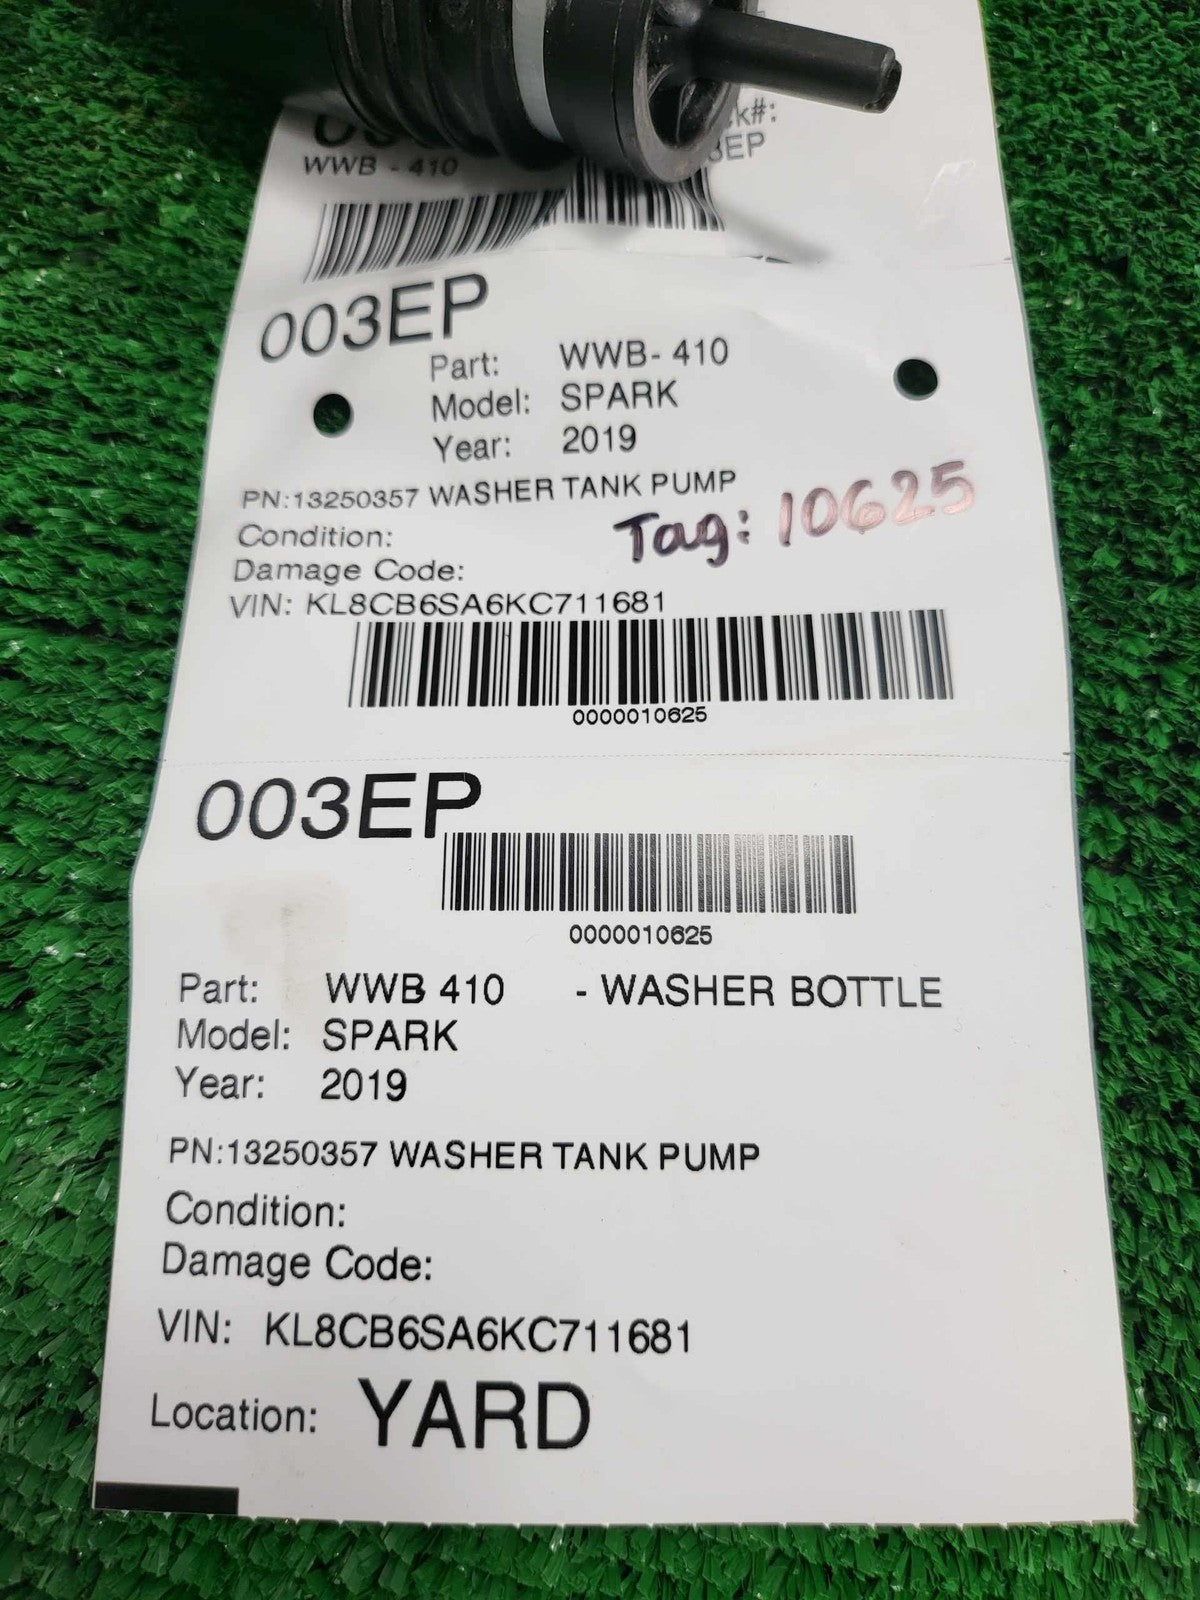 k#:
3EP
WWB - 410
003EP
Part: WWB- 410
Model: SPARK
Year: 2019
PN:13250357 WASHER TANK PUMP
Tag: 10625
Condition:
Damage Code:
VIN: KL8CB6SA6KC711681
0000010625
003EP
0000010625
Part: WWB 410 - WASHER BOTTLE
Model: SPARK
Year: 2019
PN:13250357 WASHER TANK PUMP
Condition:
Damage Code:
VIN: KL8CB6SA6KC711681
Location: YARD